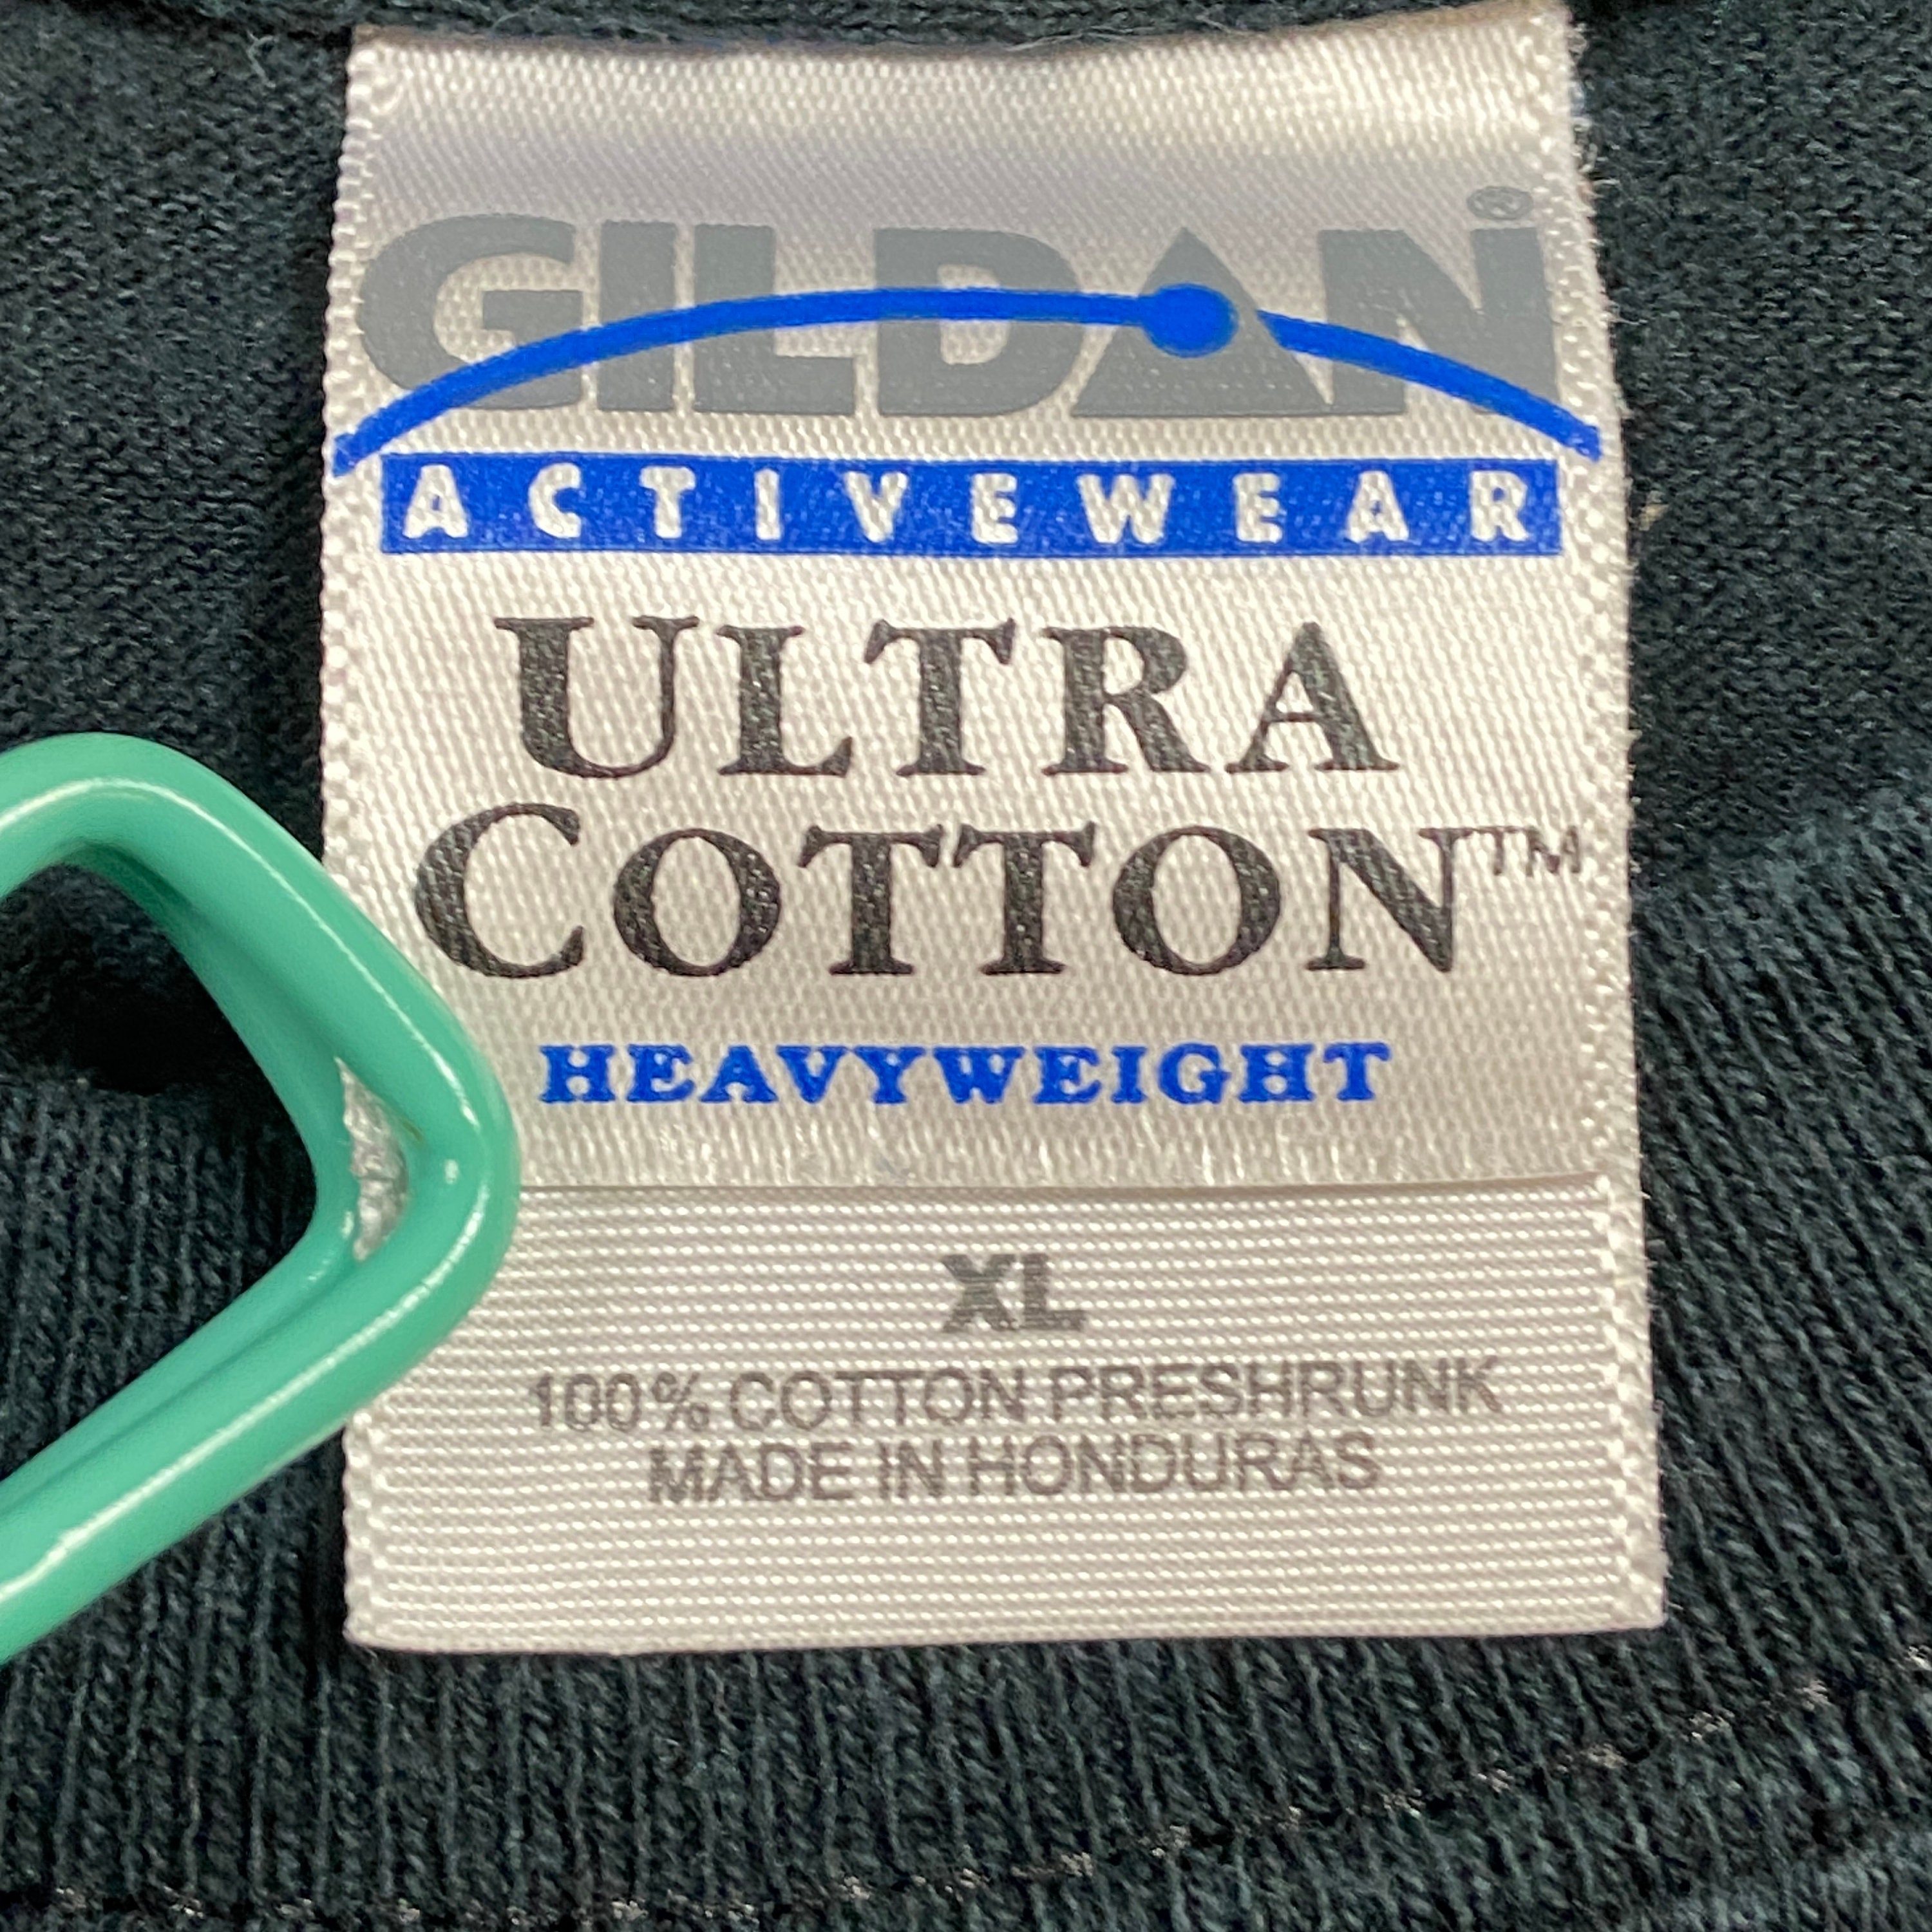 GILDAN®
ACTIVEWEAR
ULTRA
COTTON™
HEAVYWEIGHT
XL
100% COTTON PRESHRUNK
MADE IN HONDURAS